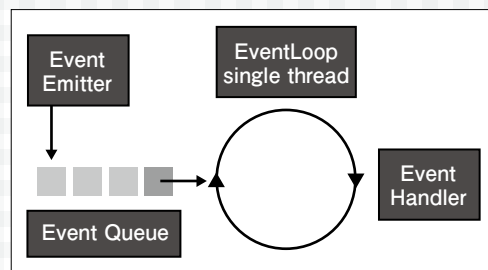 Event
Emitter
EventLoop
single thread
Event
Handler
Event Queue